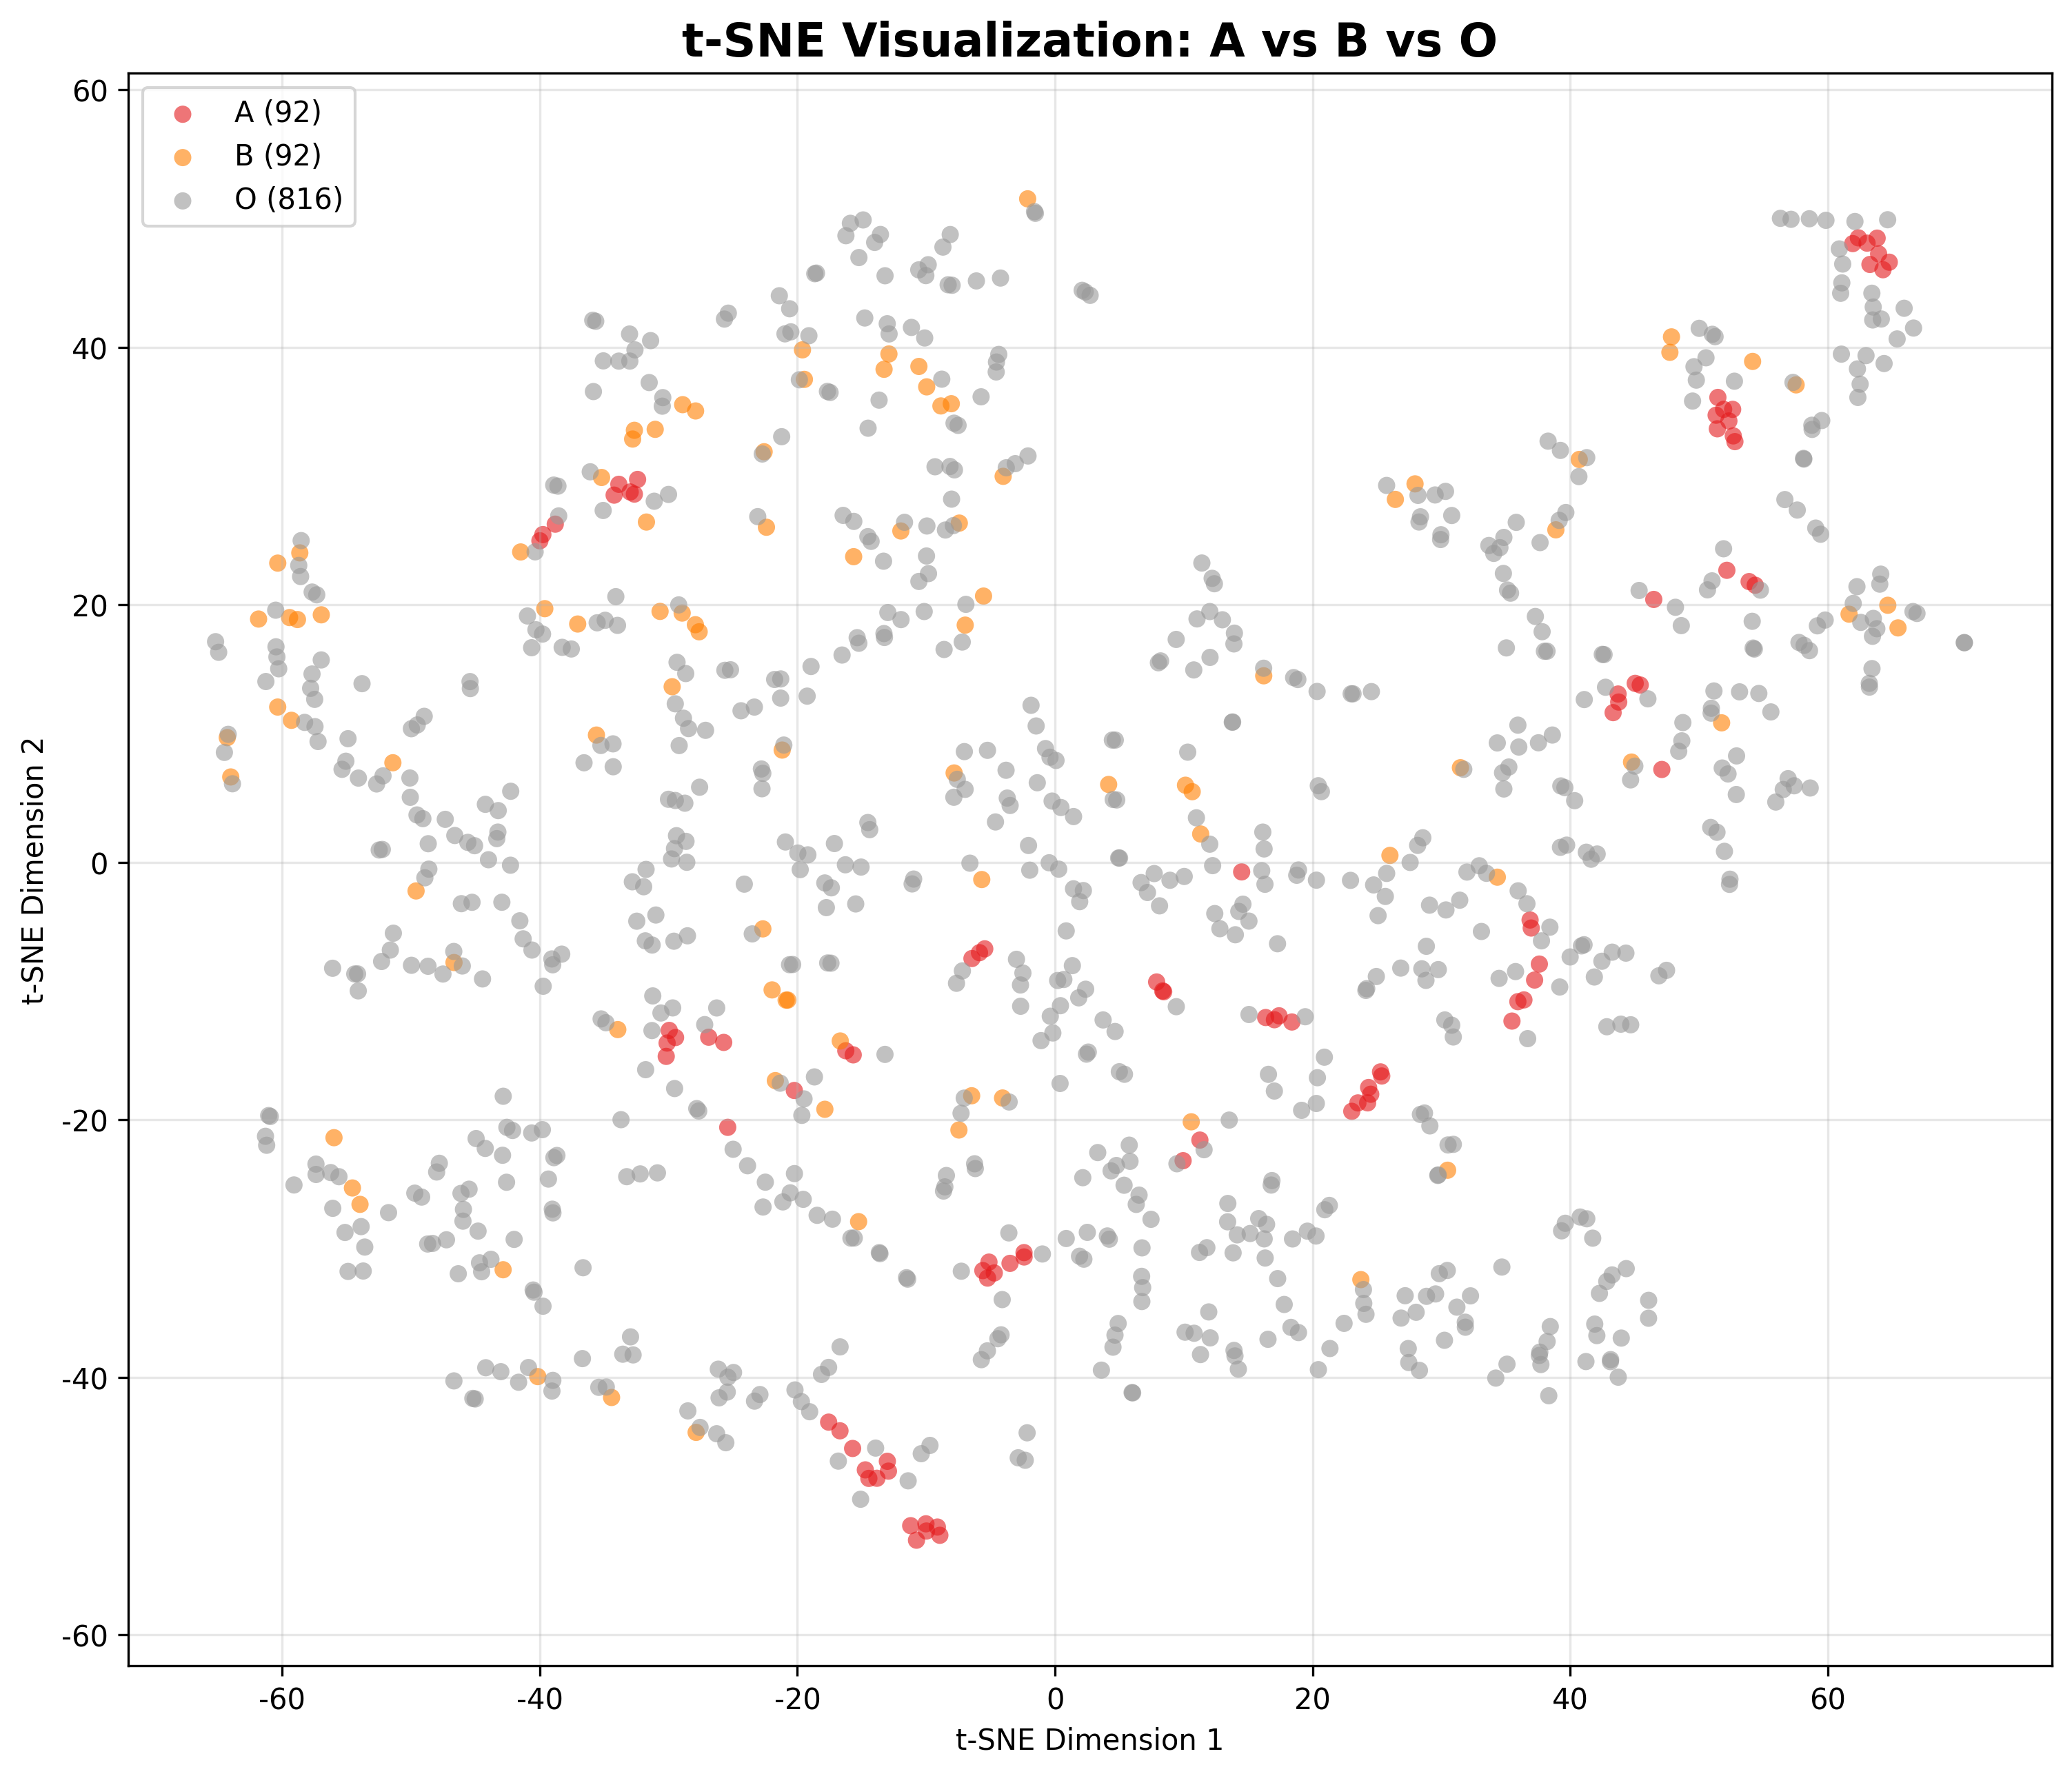 t-SNE Visualization: A vs B vs O
A (92)
B (92)
O (816)
60
40
20
0
-20
-40
-60
t-SNE Dimension 2
-60
-40
-20
0
20
40
60
t-SNE Dimension 1